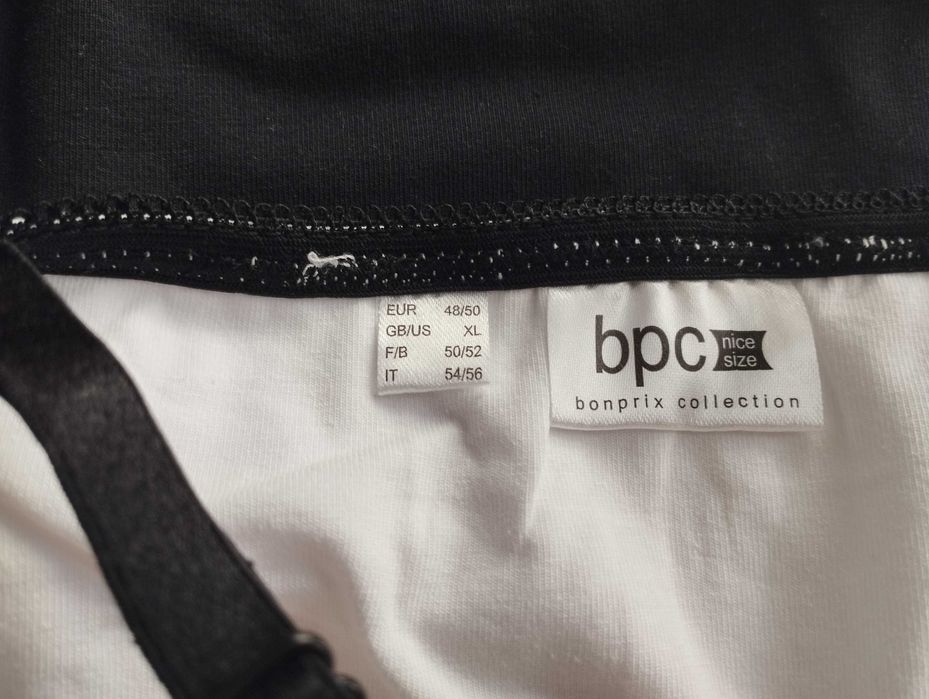 EUR 48/50
GB/US XL
F/B 50/52
IT 54/56
bpc nice size
bonprix collection